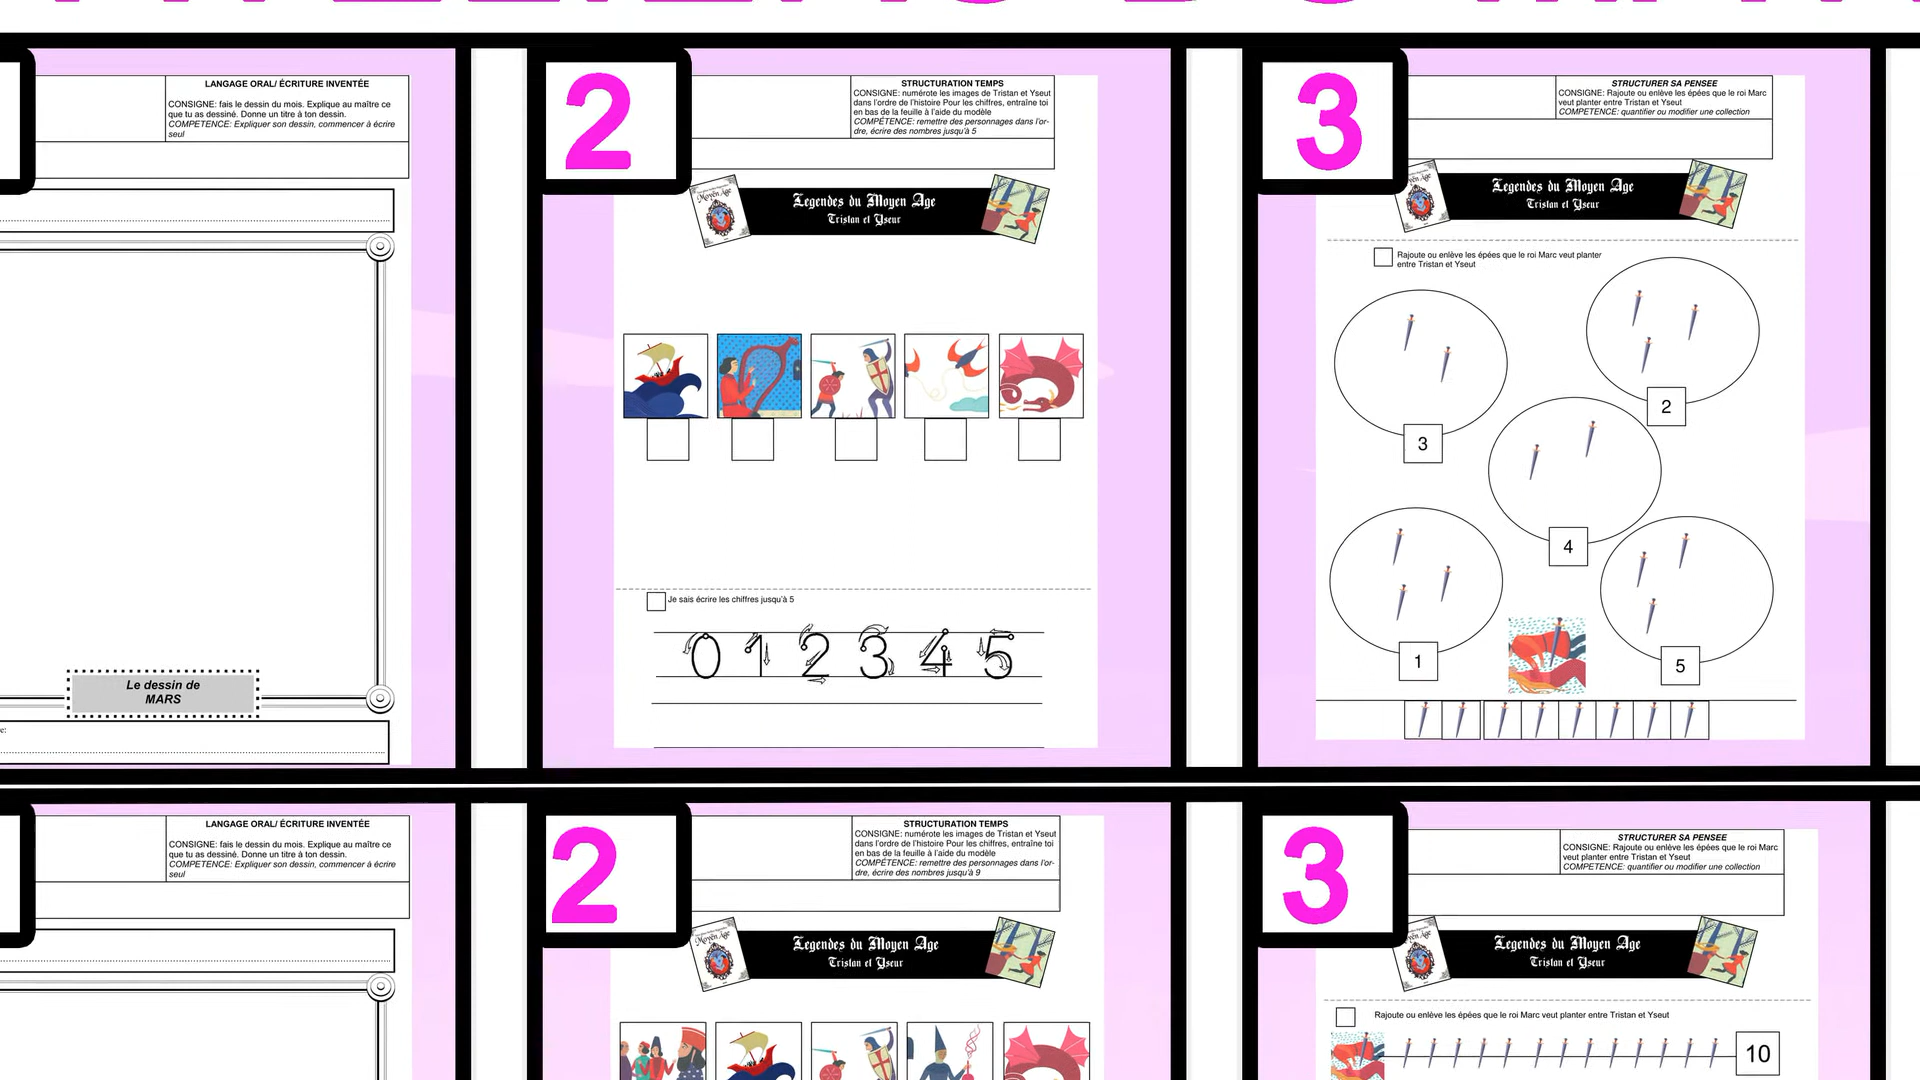 LANGAGE ORAL/ ÉCRITURE INVENTÉE
CONSIGNE: fais le dessin du mois. Explique au maître ce
que tu as dessiné. Donne un titre à ton dessin.
COMPETENCE: Expliquer son dessin, commencer à écrire
seul
Le dessin de
MARS
2
STRUCTURATION TEMPS
CONSIGNE: numérote les images de Tristan et Yseut
dans l'ordre de l'histoire Pour les chiffres, entraîne toi
en bas de la feuille à l'aide du modèle
COMPÉTENCE: remettre des personnages dans l'or-
dre, écrire des nombres jusqu'à 5
Moyen Age
Legendes du Moyen Age
Tristan et Yseut
Je sais écrire les chiffres jusqu'à 5
0 1 2 3 4 5
3
STRUCTURER SA PENSEE
CONSIGNE: Rajoute ou enlève les épées que le roi Marc
veut planter entre Tristan et Yseut
COMPETENCE: quantifier ou modifier une collection
Legendes du Moyen Age
Tristan et Yseut
Rajoute ou enlève les épées que le roi Marc veut planter
entre Tristan et Yseut
2
3
4
1
5
LANGAGE ORAL/ ÉCRITURE INVENTÉE
CONSIGNE: fais le dessin du mois. Explique au maître ce
que tu as dessiné. Donne un titre à ton dessin.
COMPETENCE: Expliquer son dessin, commencer à écrire
seul
2
STRUCTURATION TEMPS
CONSIGNE: numérote les images de Tristan et Yseut
dans l'ordre de l'histoire Pour les chiffres, entraîne toi
en bas de la feuille à l'aide du modèle
COMPÉTENCE: remettre des personnages dans l'or-
dre, écrire des nombres jusqu'à 9
Moyen Age
Legendes du Moyen Age
Tristan et Yseut
3
STRUCTURER SA PENSEE
CONSIGNE: Rajoute ou enlève les épées que le roi Marc
veut planter entre Tristan et Yseut
COMPETENCE: quantifier ou modifier une collection
Legendes du Moyen Age
Tristan et Yseut
Rajoute ou enlève les épées que le roi Marc veut planter entre Tristan et Yseut
10